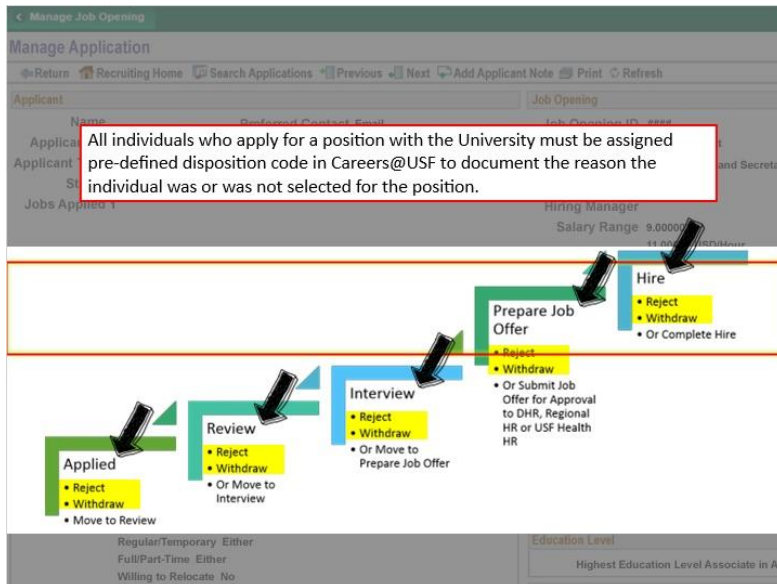 Manage Job Opening
Manage Application
Return Recruiting Home Search Applications Previous Next Add Applicant Note Print Refresh
Applicant
Job Opening
Name
Preferred Contact Email
Job Opening ID ####
All individuals who apply for a position with the University must be assigned
pre-defined disposition code in Careers@USF to document the reason the
individual was or was not selected for the position.
Jobs Applied 1
Hiring Manager
Salary Range 9.00000
Hire
• Reject
• Withdraw
• Or Complete Hire
Prepare Job
Offer
• Reject
• Withdraw
• Or Submit Job
Offer for Approval
to DHR, Regional
HR or USF Health
HR
Interview
• Reject
• Withdraw
• Or Move to
Prepare Job Offer
Review
• Reject
• Withdraw
• Or Move to
Interview
Applied
• Reject
• Withdraw
• Move to Review
Regular/Temporary Either
Full/Part-Time Either
Willing to Relocate No
Education Level
Highest Education Level Associate in A